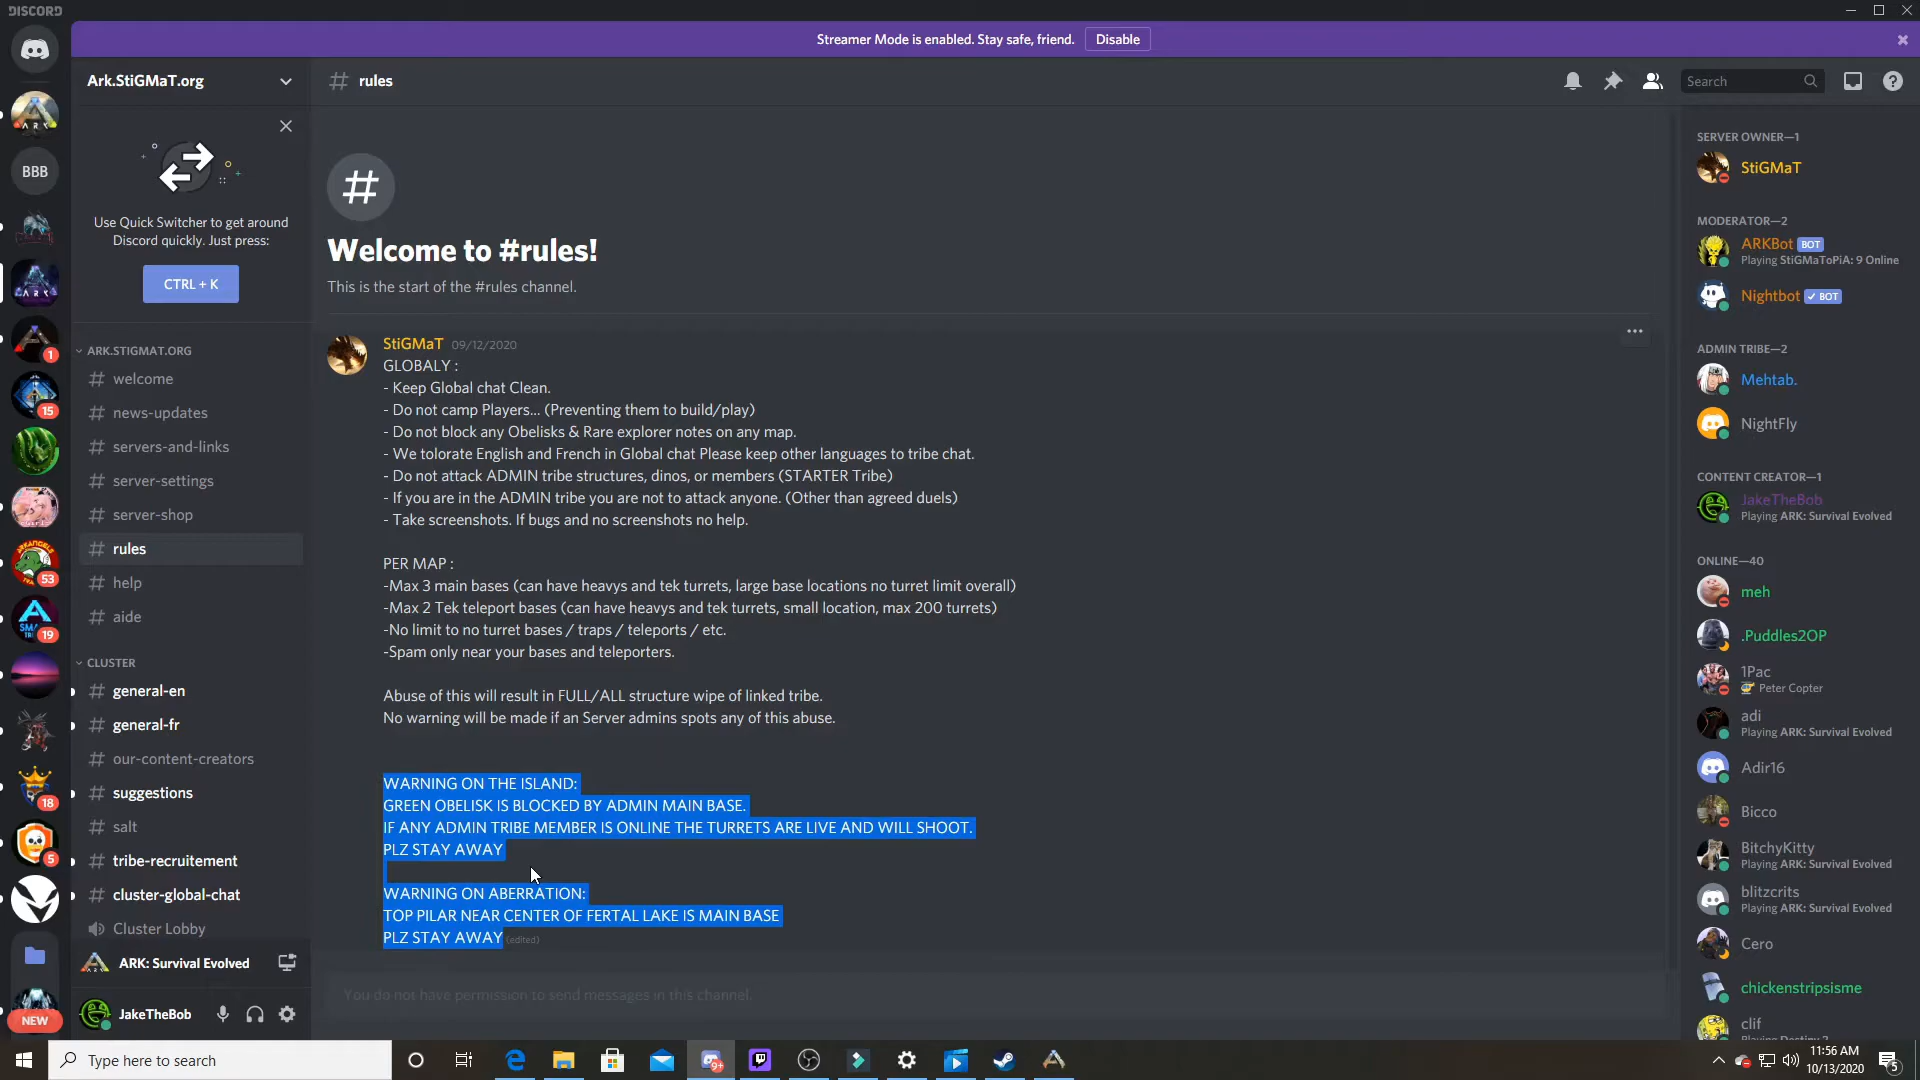 DISCORD
Streamer Mode is enabled. Stay safe, friend. Disable
Ark.StiGMaT.org
# rules
Search
Use Quick Switcher to get around
Discord quickly. Just press:
CTRL + K
BBB
1
15
53
19
18
5
NEW
ARK.STIGMAT.ORG
# welcome
# news-updates
# servers-and-links
# server-settings
# server-shop
# rules
# help
# aide
CLUSTER
# general-en
# general-fr
# our-content-creators
# suggestions
# salt
# tribe-recruitement
# cluster-global-chat
Cluster Lobby
ARK: Survival Evolved
JakeTheBob
#
Welcome to #rules!
This is the start of the #rules channel.
StiGMaT 09/12/2020
GLOBALY :
- Keep Global chat Clean.
- Do not camp Players... (Preventing them to build/play)
- Do not block any Obelisks & Rare explorer notes on any map.
- We tolorate English and French in Global chat Please keep other languages to tribe chat.
- Do not attack ADMIN tribe structures, dinos, or members (STARTER Tribe)
- If you are in the ADMIN tribe you are not to attack anyone. (Other than agreed duels)
- Take screenshots. If bugs and no screenshots no help.
PER MAP :
-Max 3 main bases (can have heavys and tek turrets, large base locations no turret limit overall)
-Max 2 Tek teleport bases (can have heavys and tek turrets, small location, max 200 turrets)
-No limit to no turret bases / traps / teleports / etc.
-Spam only near your bases and teleporters.
Abuse of this will result in FULL/ALL structure wipe of linked tribe.
No warning will be made if an Server admins spots any of this abuse.
WARNING ON THE ISLAND:
GREEN OBELISK IS BLOCKED BY ADMIN MAIN BASE.
IF ANY ADMIN TRIBE MEMBER IS ONLINE THE TURRETS ARE LIVE AND WILL SHOOT.
PLZ STAY AWAY
WARNING ON ABERRATION:
TOP PILAR NEAR CENTER OF FERTAL LAKE IS MAIN BASE
PLZ STAY AWAY (edited)
You do not have permission to send messages in this channel.
SERVER OWNER—1
StiGMaT
MODERATOR—2
ARKBot BOT
Playing StiGMaToPiA: 9 Online
Nightbot ✓ BOT
ADMIN TRIBE—2
Mehtab.
NightFly
CONTENT CREATOR—1
JakeTheBob
Playing ARK: Survival Evolved
ONLINE—40
meh
.Puddles2OP
1Pac
Peter Copter
adi
Playing ARK: Survival Evolved
Adir16
Bicco
BitchyKitty
Playing ARK: Survival Evolved
blitzcrits
Playing ARK: Survival Evolved
Cero
chickenstripsisme
clif
Playing Destiny 2
Type here to search
9+
11:56 AM
10/13/2020
5